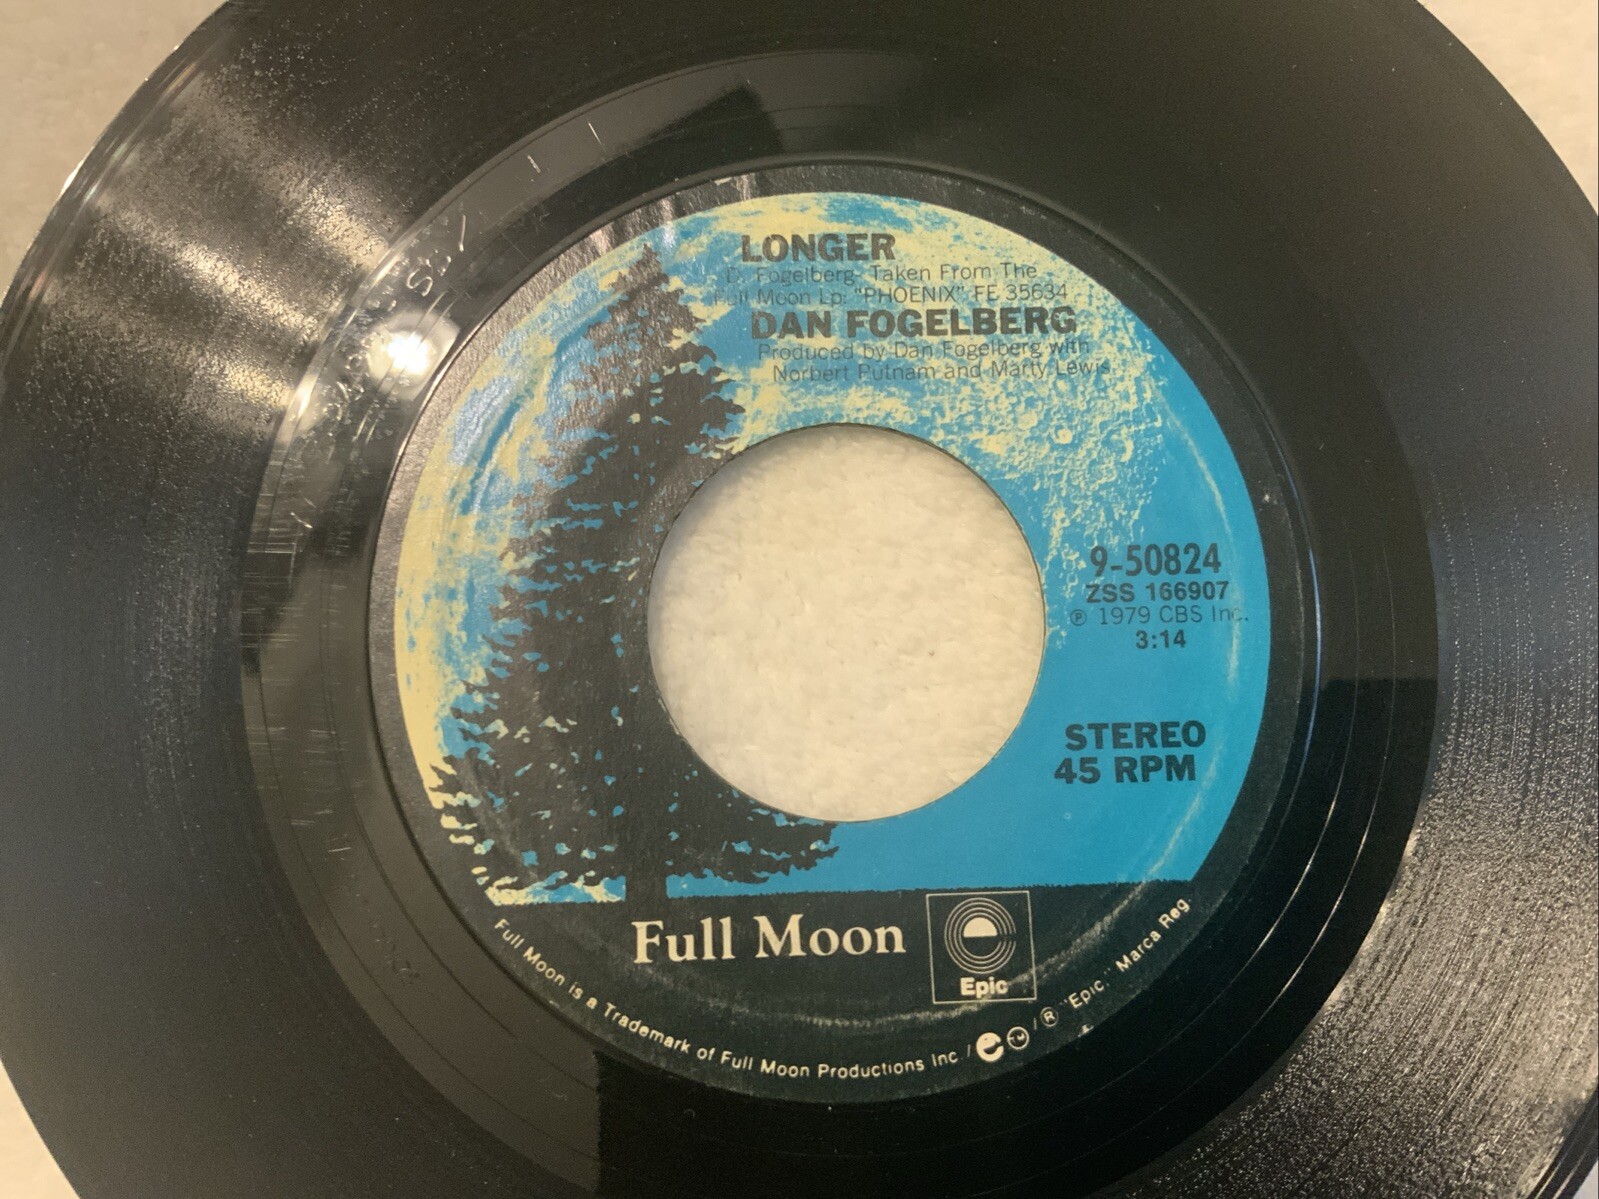 LONGER
D. Fogelberg- Taken From The
Full Moon Lp: "PHOENIX" FE 35634
DAN FOGELBERG
Produced by Dan Fogelberg with
Norbert Putnam and Marty Lewis
9-50824
ZSS 166907
℗ 1979 CBS Inc.
3:14
STEREO
45 RPM
Full Moon
Epic
Full Moon is a Trademark of Full Moon Productions Inc / e TM / ® "Epic," Marca Reg.